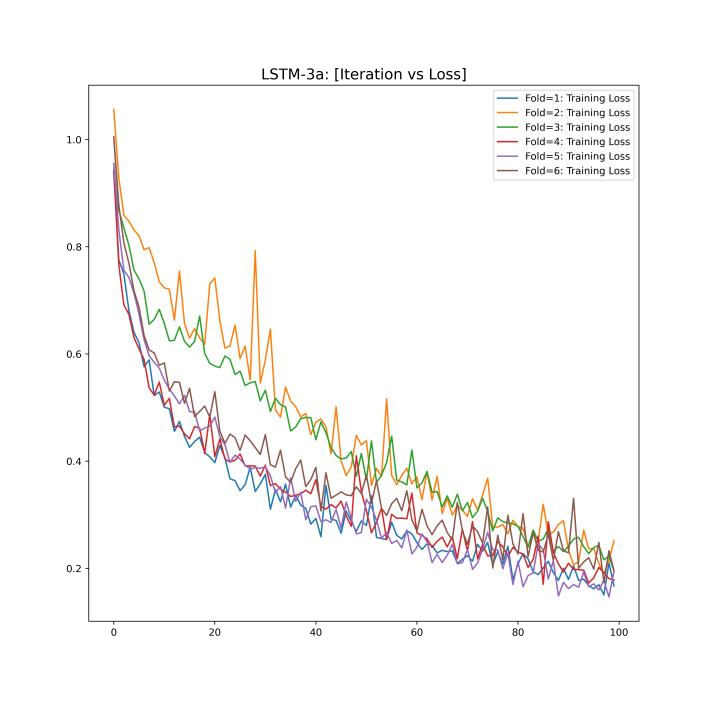 LSTM-3a: [Iteration vs Loss]
Fold=1: Training Loss
Fold=2: Training Loss
Fold=3: Training Loss
Fold=4: Training Loss
Fold=5: Training Loss
Fold=6: Training Loss
1.0
0.8
0.6
0.4
0.2
0 20 40 60 80 100